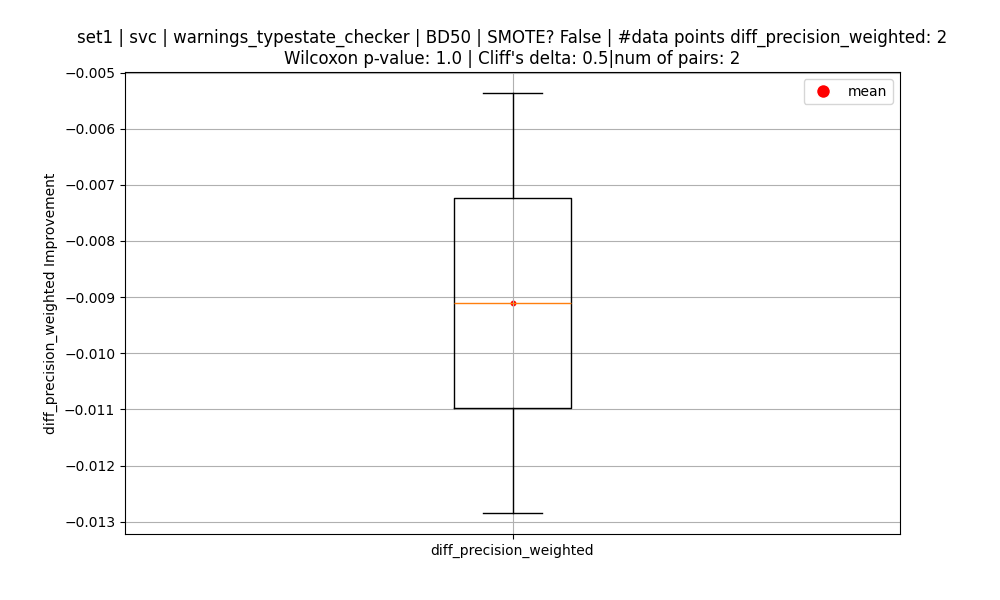 set1 | svc | warnings_typestate_checker | BD50 | SMOTE? False | #data points diff_precision_weighted: 2
Wilcoxon p-value: 1.0 | Cliff's delta: 0.5|num of pairs: 2
mean
−0.005
−0.006
−0.007
−0.008
−0.009
−0.010
−0.011
−0.012
−0.013
diff_precision_weighted Improvement
diff_precision_weighted